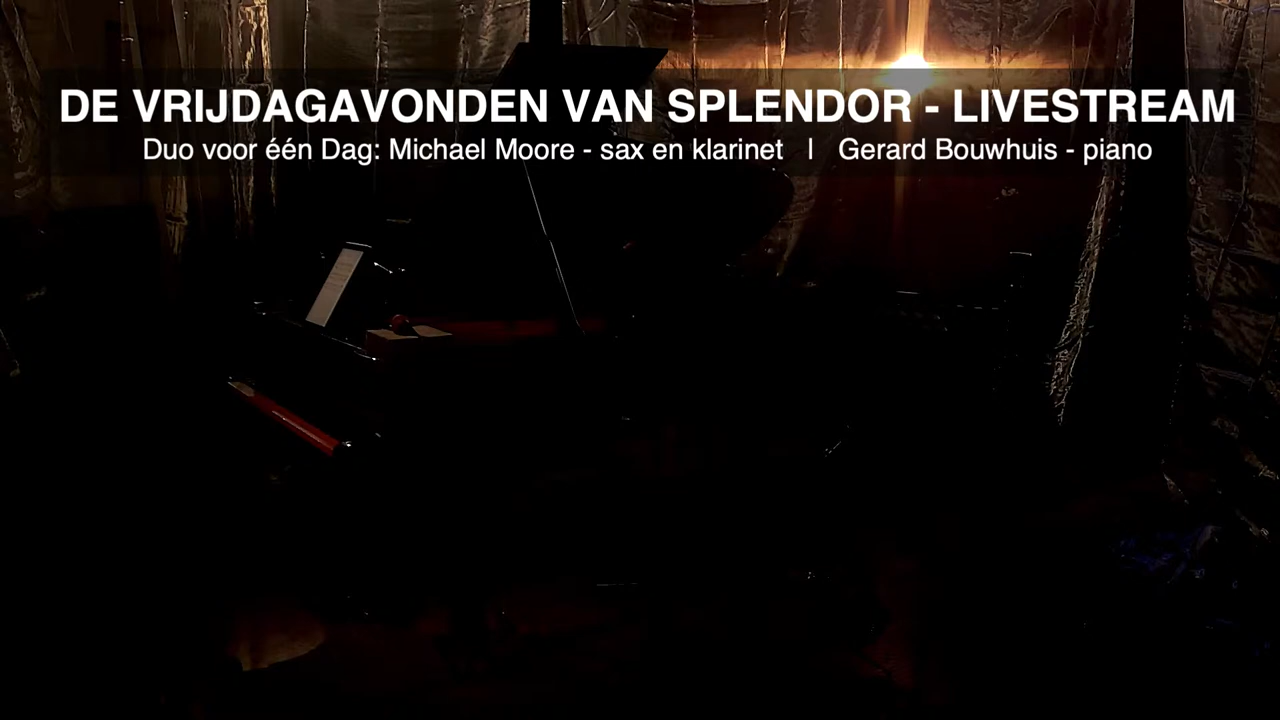 DE VRIJDAGAVONDEN VAN SPLENDOR - LIVESTREAM
Duo voor één Dag: Michael Moore - sax en klarinet | Gerard Bouwhuis - piano